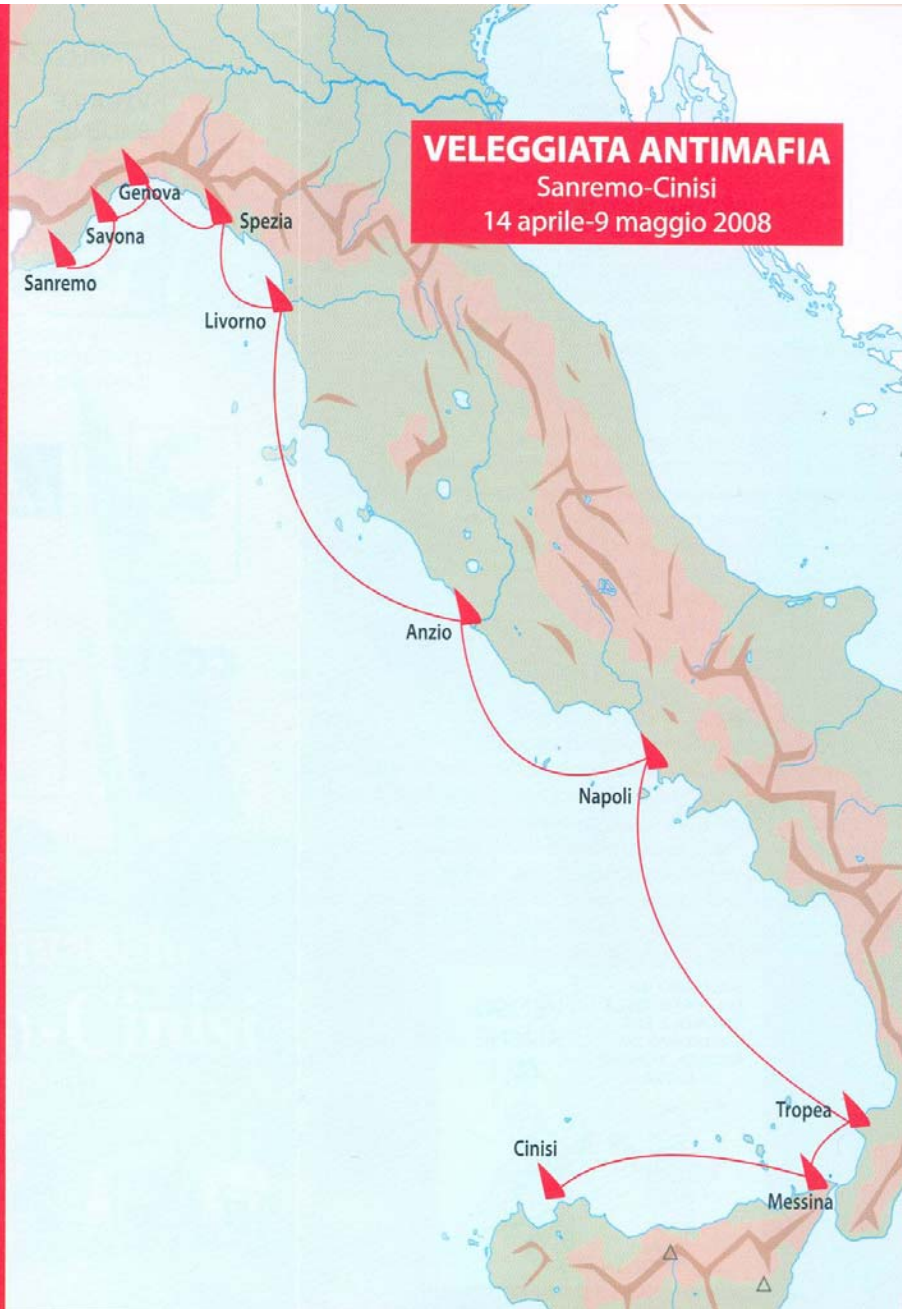 VELEGGIATA ANTIMAFIA
Sanremo-Cinisi
14 aprile-9 maggio 2008
Genova
Spezia
Savona
Sanremo
Livorno
Anzio
Napoli
Tropea
Cinisi
Messina